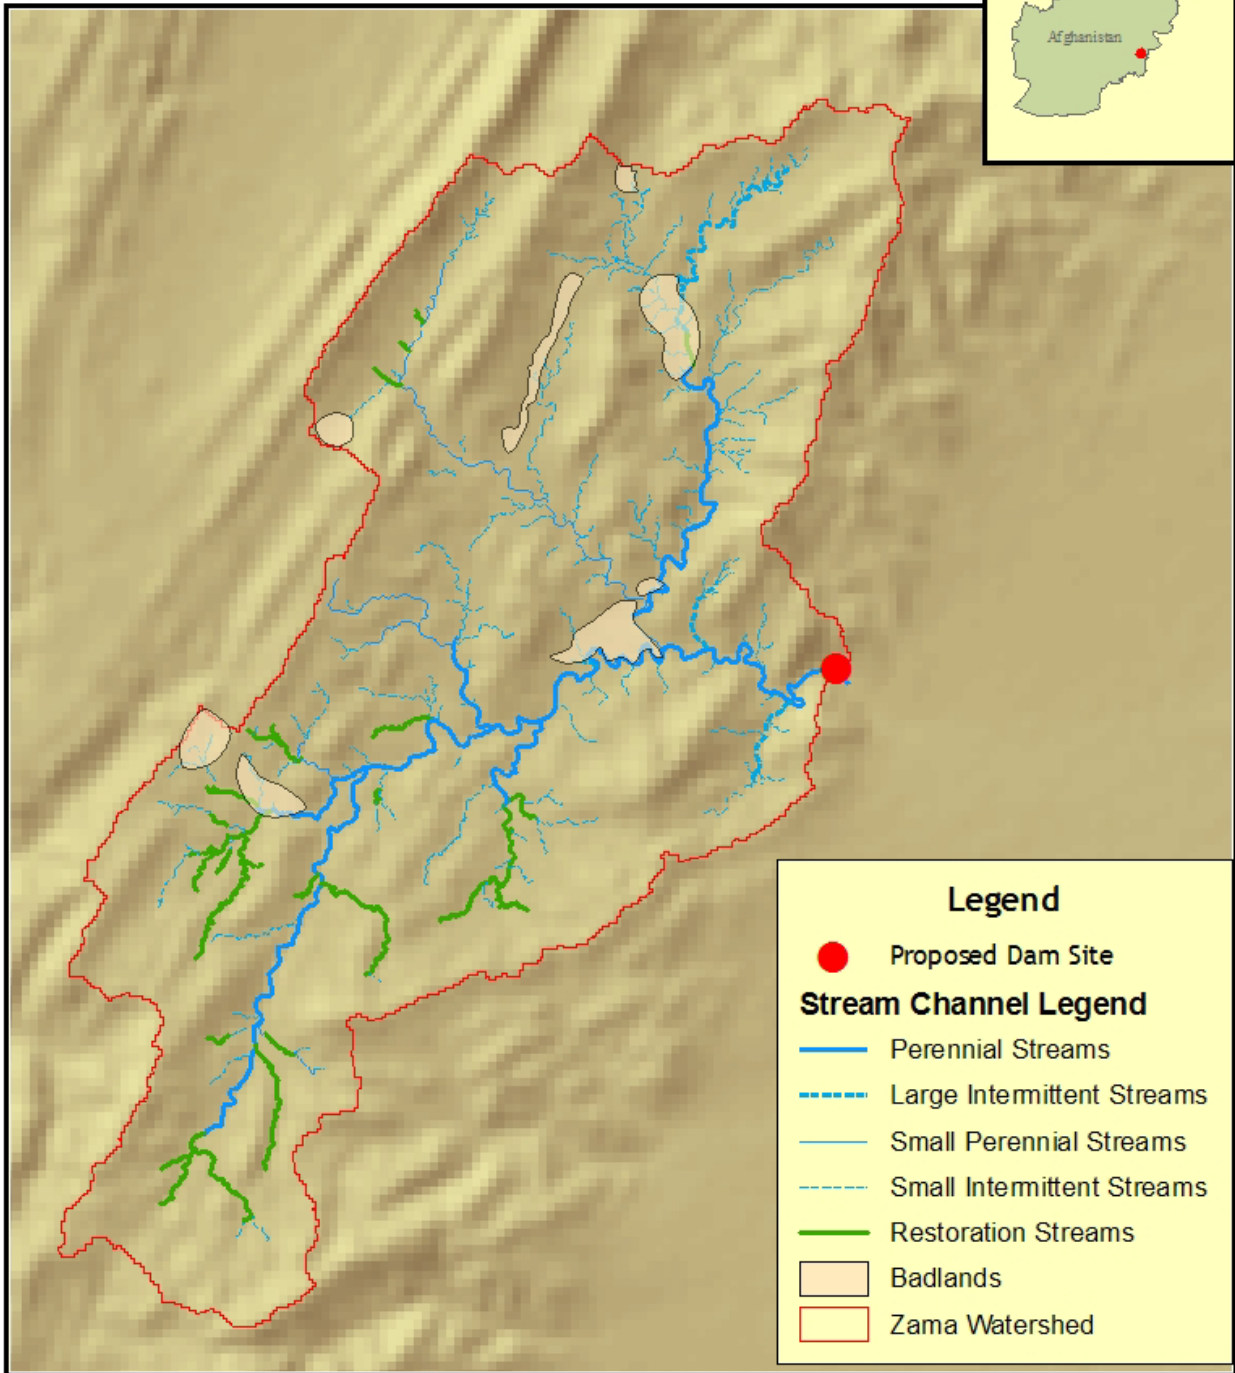 Afghanistan
Legend
Proposed Dam Site
Stream Channel Legend
Perennial Streams
Large Intermittent Streams
Small Perennial Streams
Small Intermittent Streams
Restoration Streams
Badlands
Zama Watershed